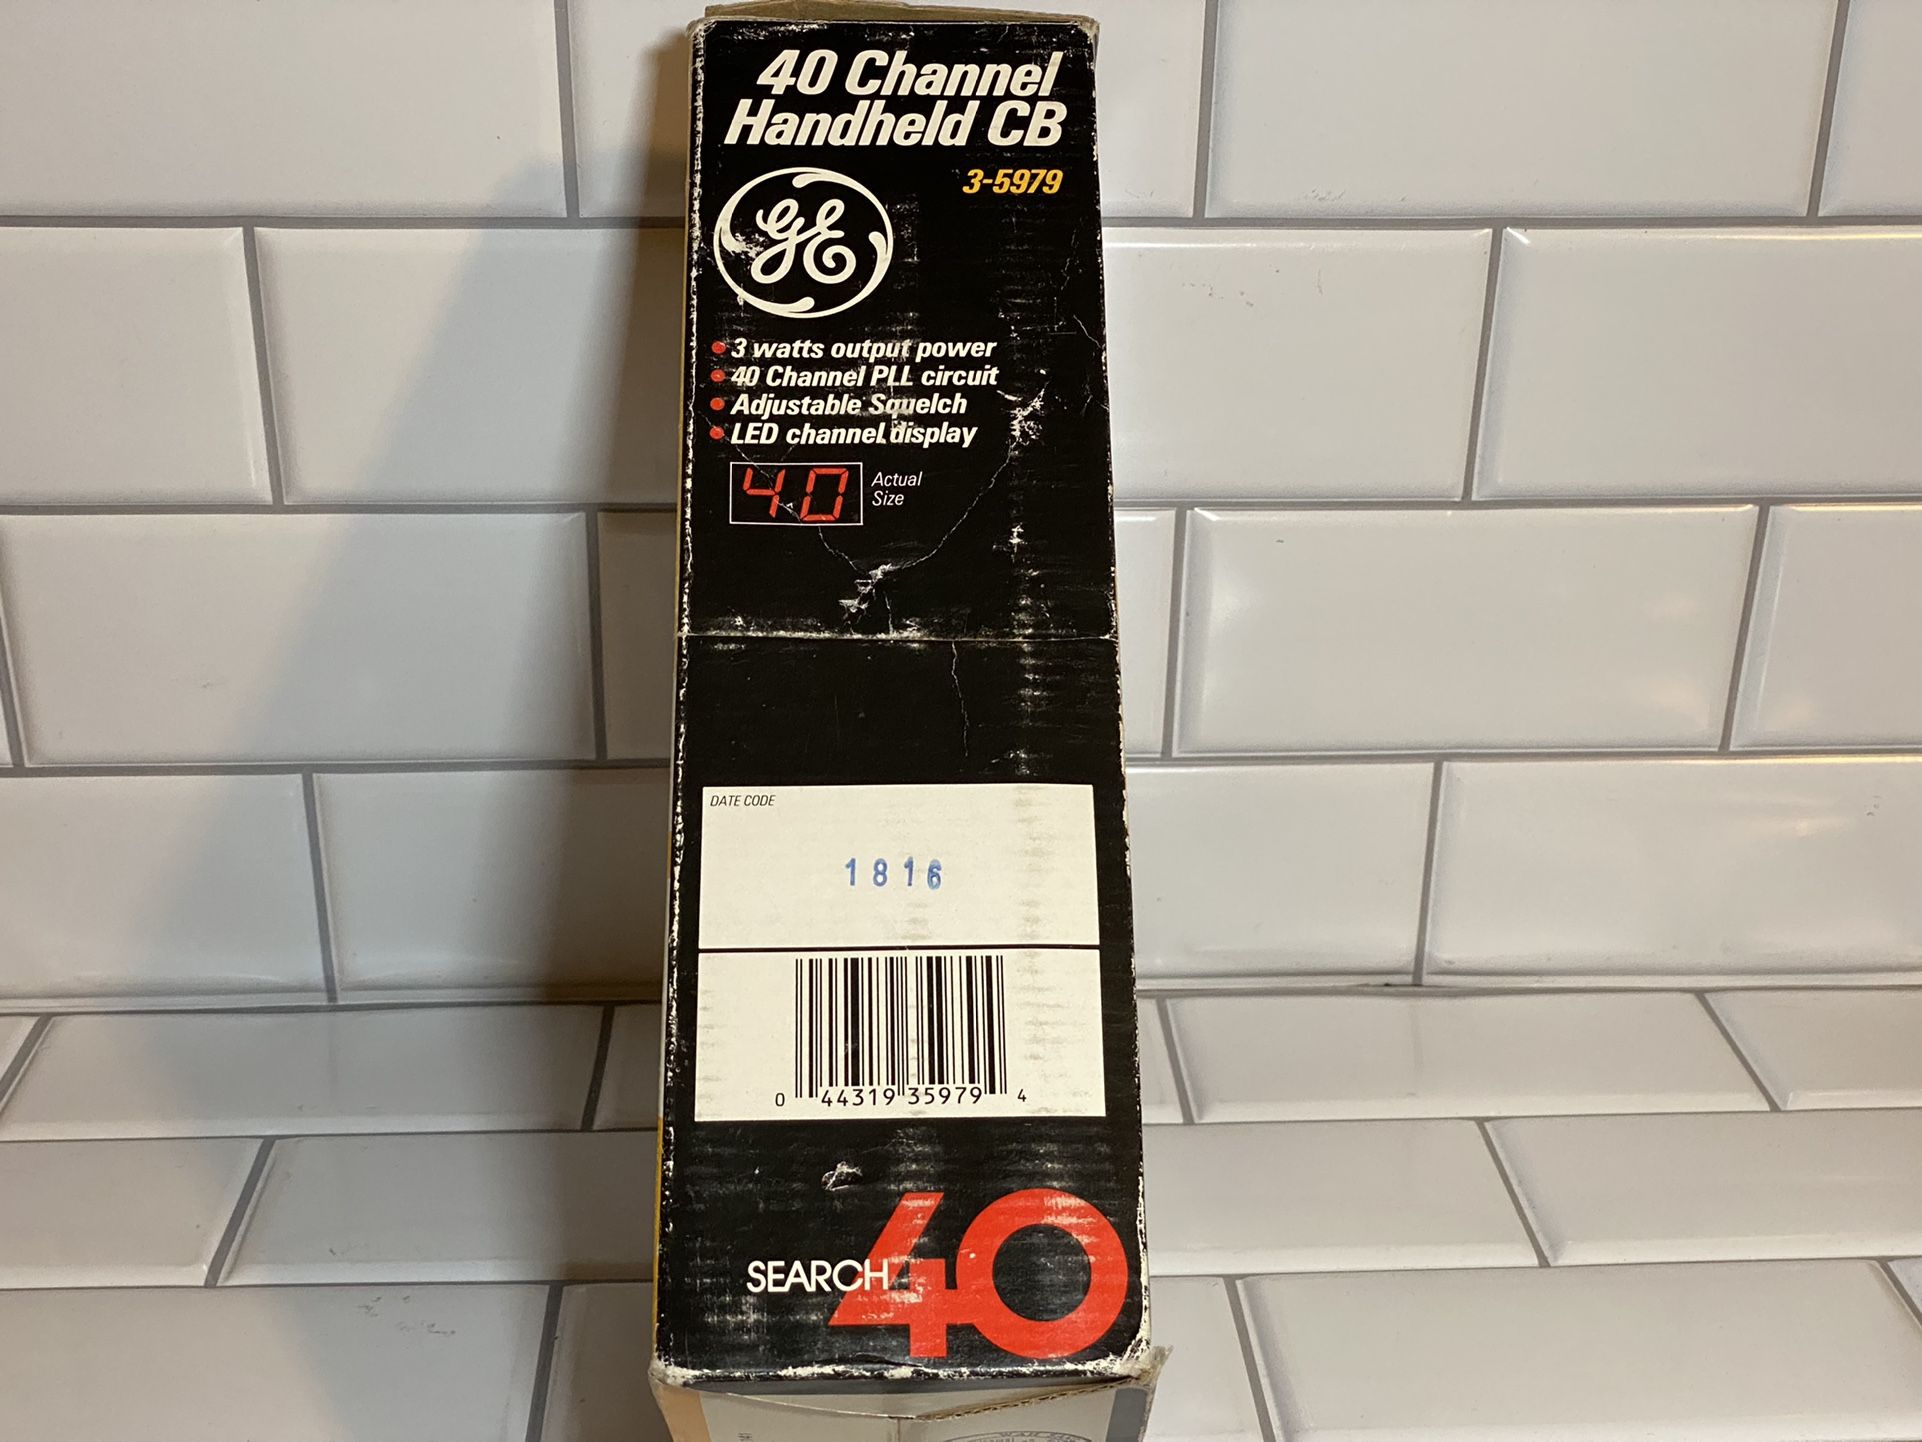 40 Channel
Handheld CB
3-5979
GE
• 3 watts output power
• 40 Channel PLL circuit
• Adjustable Squelch
• LED channel display
40 Actual
Size
DATE CODE
1816
0 44319 35979 4
SEARCH 40